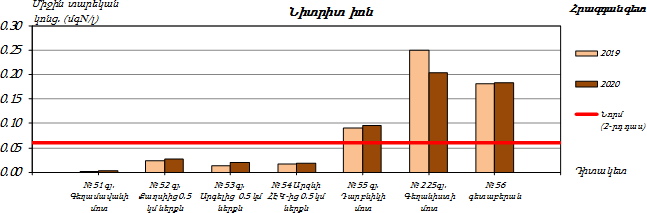 Միջին տարեկան
կոնց. (մգN/լ)
Նիտրիտ իոն
Հրազդան գետ
0.30
0.25
0.20
0.15
0.10
0.05
0.00
2019
2020
Նորմ
(2-րդ դաս)
Դիտակետ
№ 51 գ.
Գեղամավանի
մոտ
№ 52 գ.
Քաղսիից 0.5
կմ ներքև
№ 53 գ.
Արգելից 0.5 կմ
ներքև
№ 54 Արզնի
ՀԷԿ-ից 0.5 կմ
ներքև
№ 55 գ.
Դարբնիկի
մոտ
№ 225 գ.
Գեղանիստի
մոտ
№ 56
գետաբերան